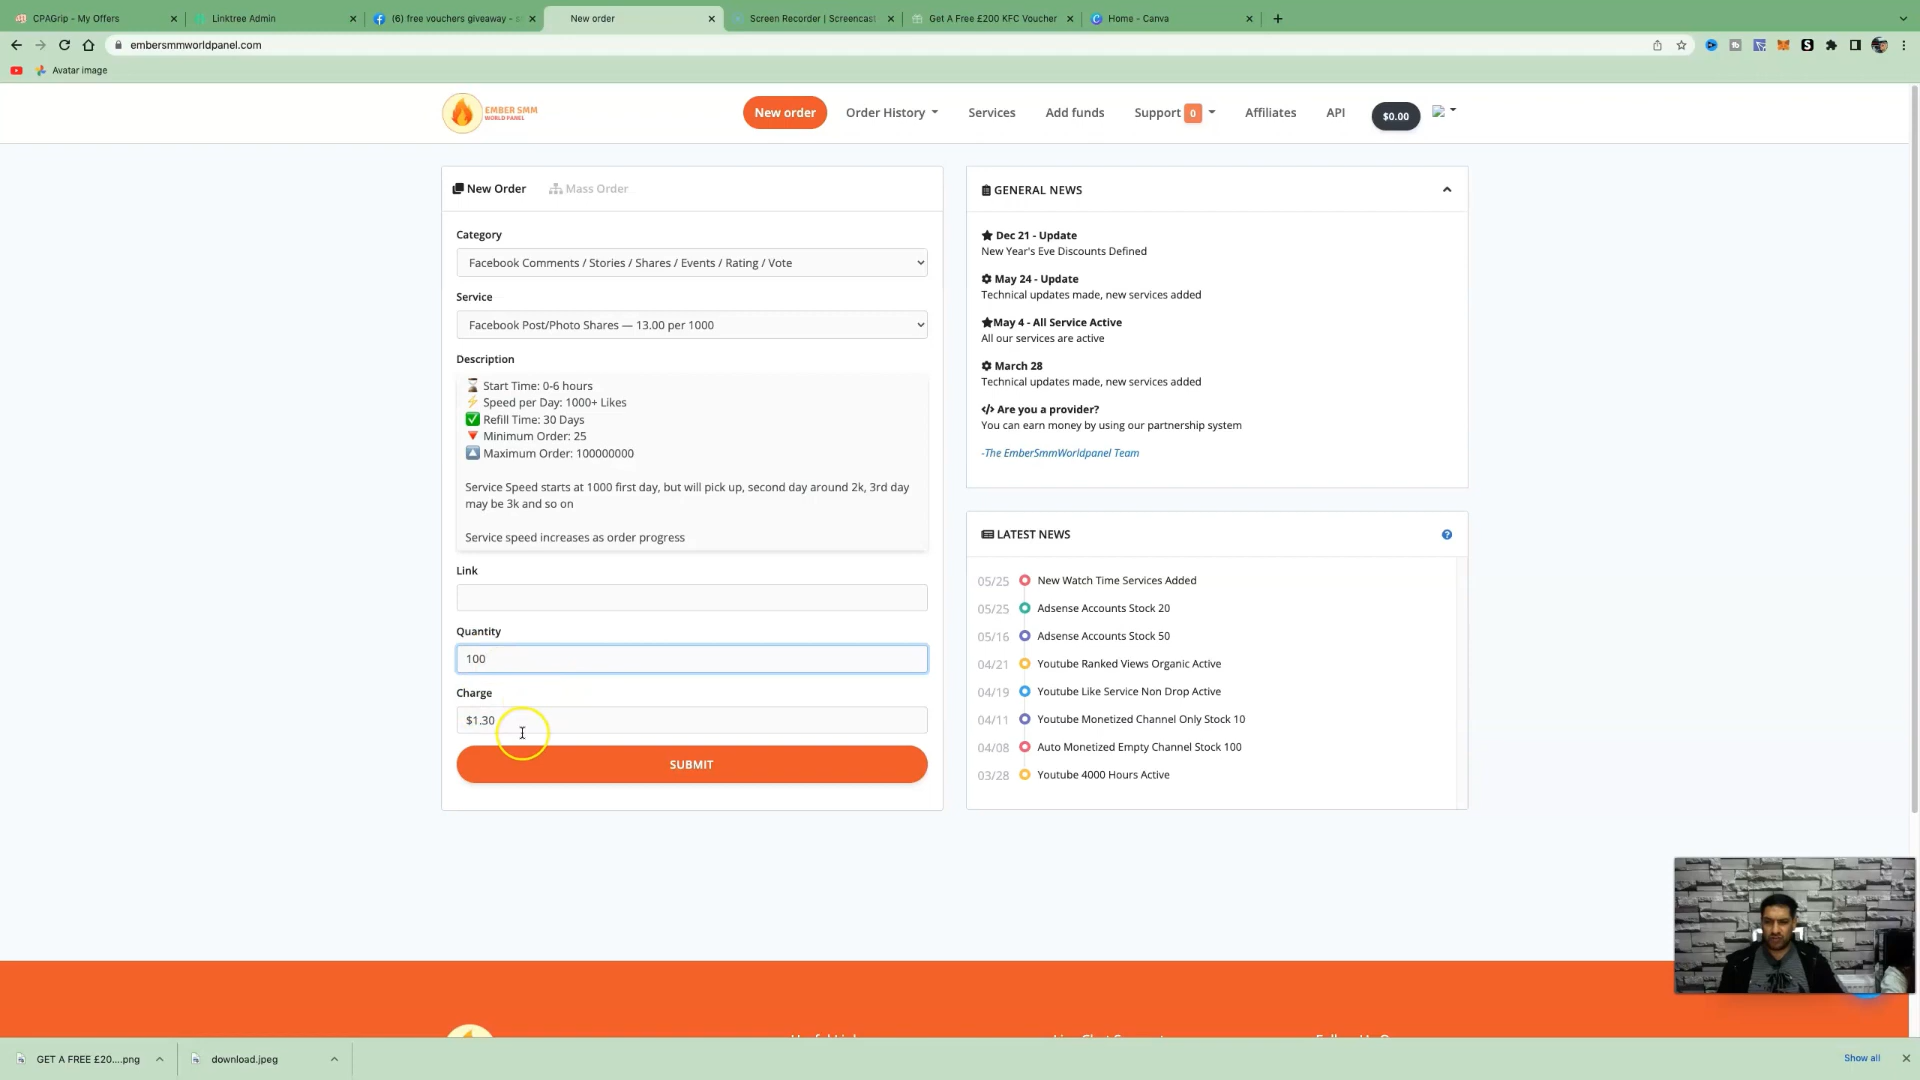 CPAGrip - My Offers
Linktree Admin
(6) free vouchers giveaway - s
New order
Screen Recorder | Screencast
Get A Free £200 KFC Voucher
Home - Canva
embersmmworldpanel.com
Avatar image
EMBER SMM
WORLD PANEL
New order
Order History
Services
Add funds
Support 0
Affiliates
API
$0.00
New Order
Mass Order
Category
Facebook Comments / Stories / Shares / Events / Rating / Vote
Service
Facebook Post/Photo Shares — 13.00 per 1000
Description
⏳ Start Time: 0-6 hours
⚡ Speed per Day: 1000+ Likes
✅ Refill Time: 30 Days
🔻 Minimum Order: 25
🔼 Maximum Order: 100000000
Service Speed starts at 1000 first day, but will pick up, second day around 2k, 3rd day
may be 3k and so on
Service speed increases as order progress
Link
Quantity
100
Charge
$1.30
SUBMIT
GENERAL NEWS
Dec 21 - Update
New Year's Eve Discounts Defined
May 24 - Update
Technical updates made, new services added
May 4 - All Service Active
All our services are active
March 28
Technical updates made, new services added
</> Are you a provider?
You can earn money by using our partnership system
-The EmberSmmWorldpanel Team
LATEST NEWS
05/25 New Watch Time Services Added
05/25 Adsense Accounts Stock 20
05/16 Adsense Accounts Stock 50
04/21 Youtube Ranked Views Organic Active
04/19 Youtube Like Service Non Drop Active
04/11 Youtube Monetized Channel Only Stock 10
04/08 Auto Monetized Empty Channel Stock 100
03/28 Youtube 4000 Hours Active
GET A FREE £20....png
download.jpeg
Show all